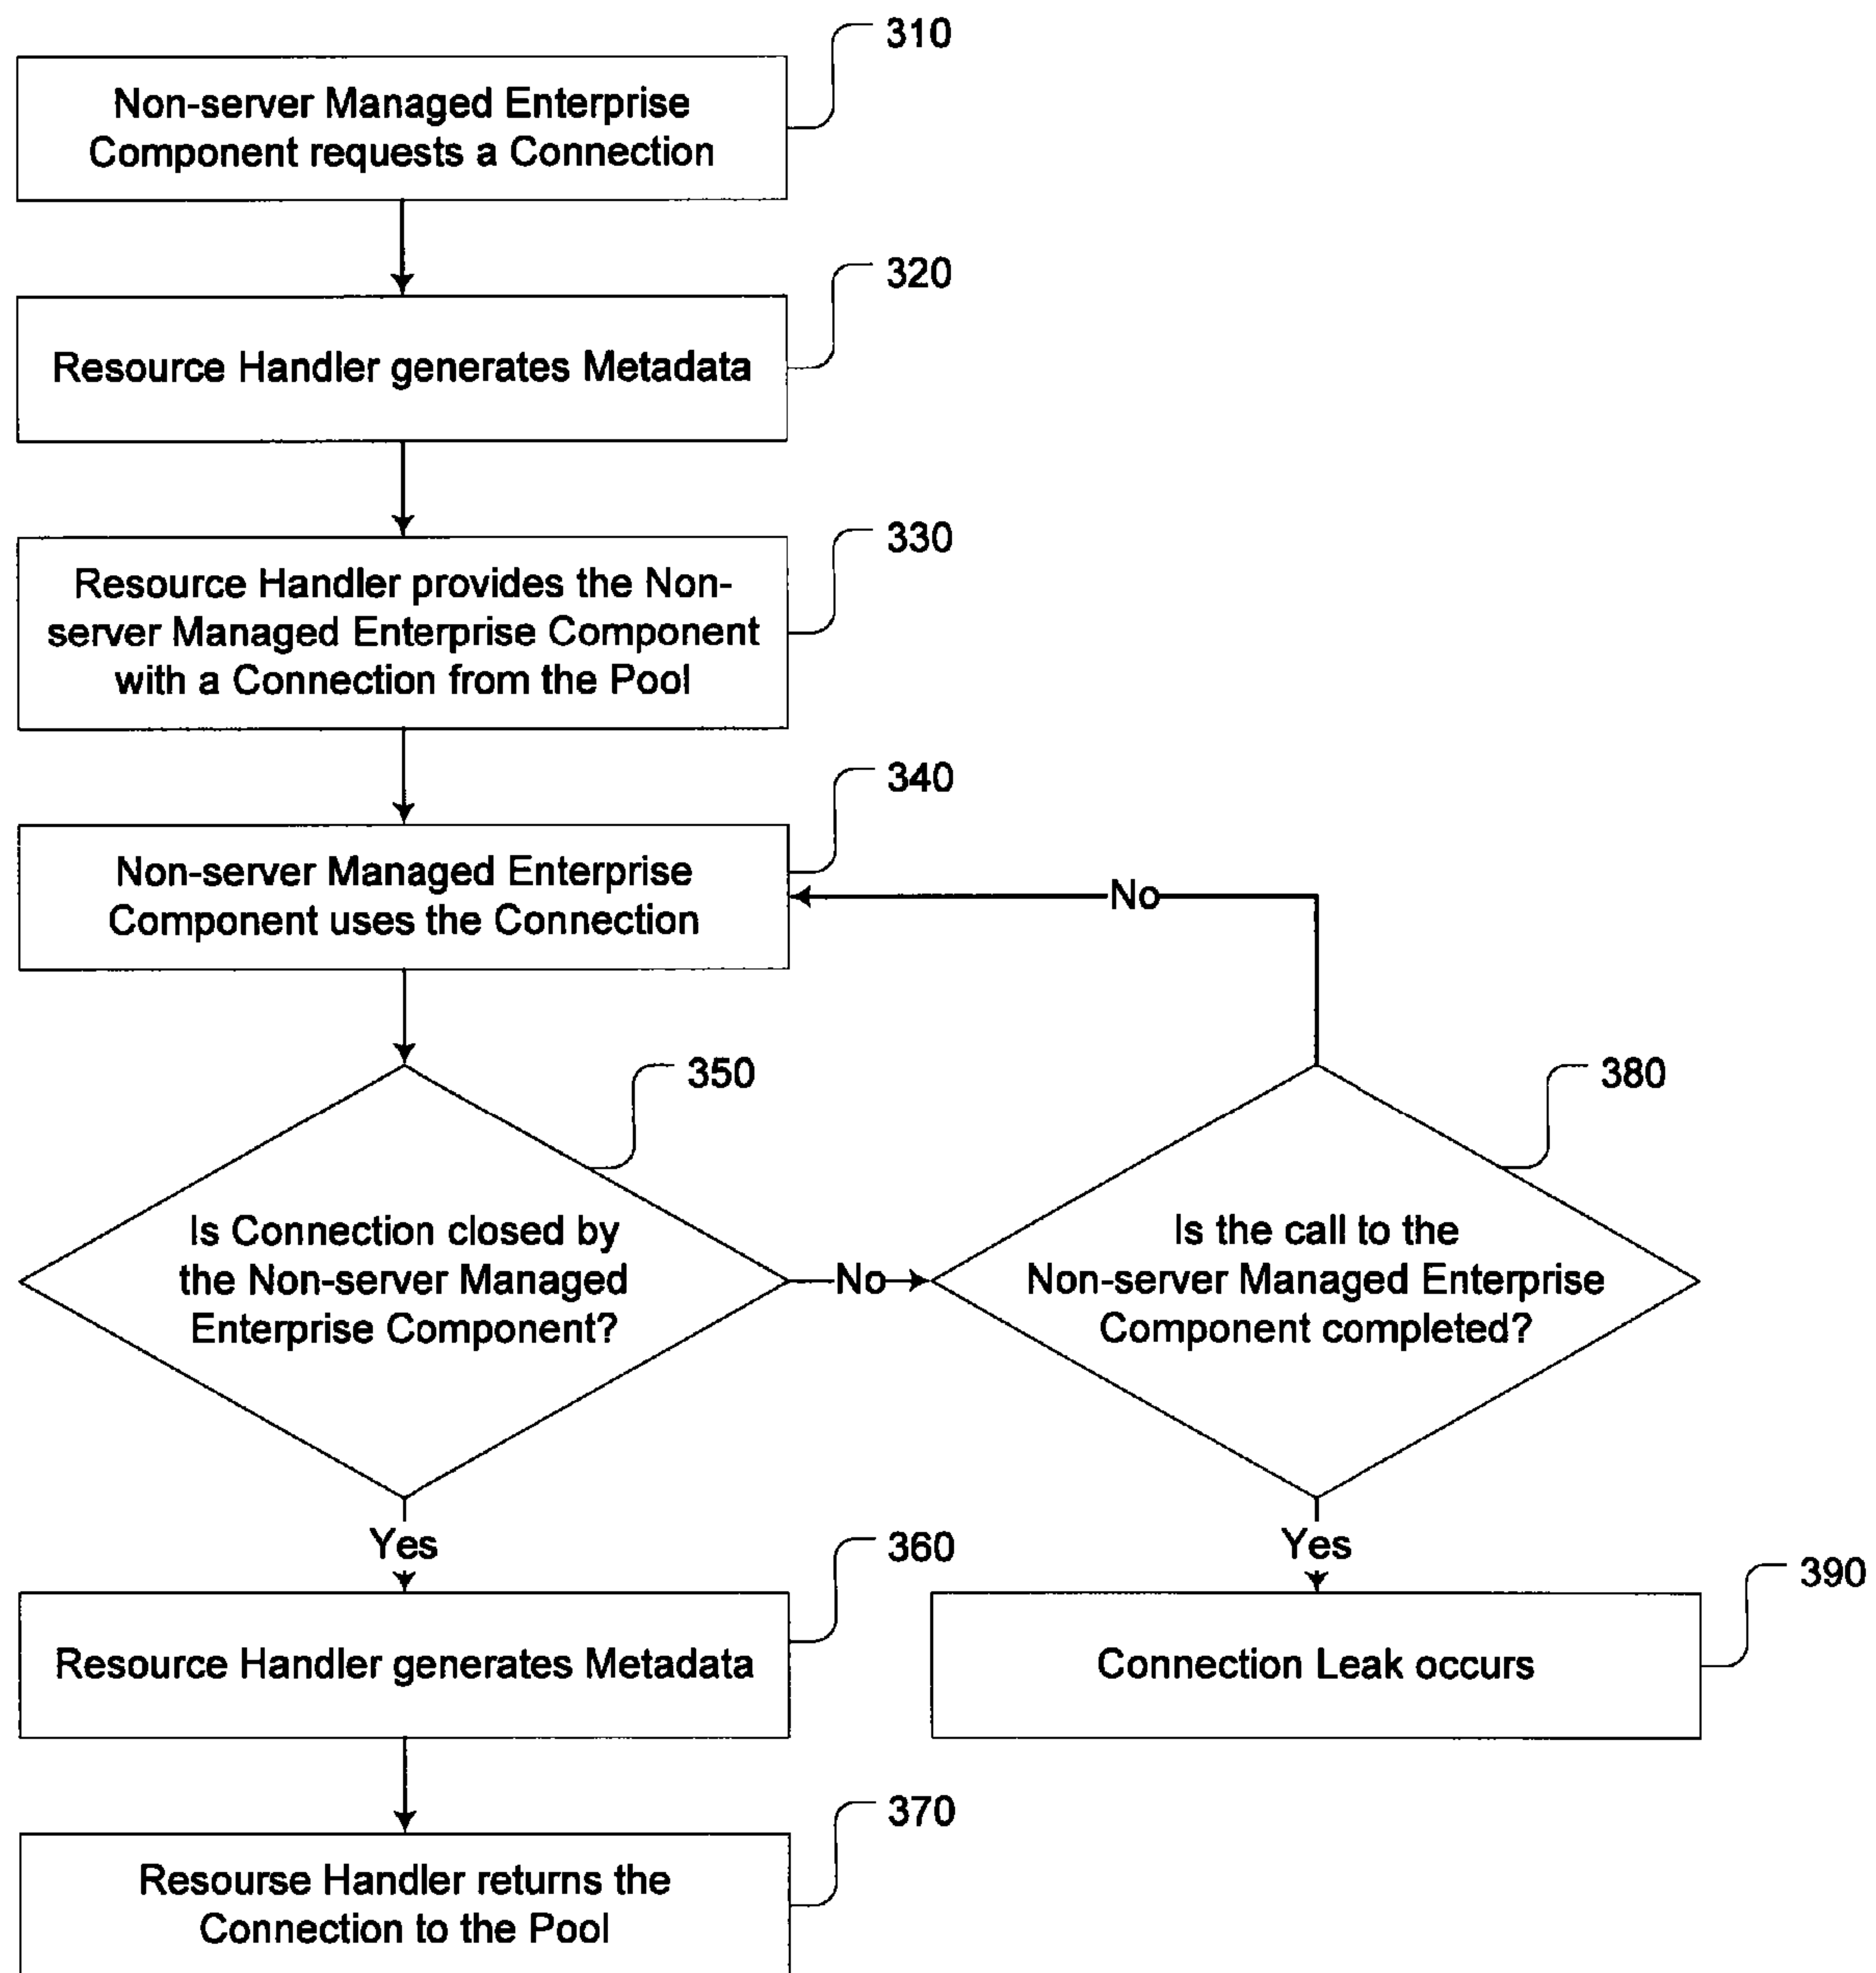 310
Non-server Managed Enterprise
Component requests a Connection
320
Resource Handler generates Metadata
330
Resource Handler provides the Non-
server Managed Enterprise Component
with a Connection from the Pool
340
Non-server Managed Enterprise
Component uses the Connection
No
350
Is Connection closed by
the Non-server Managed
Enterprise Component?
No
380
Is the call to the
Non-server Managed Enterprise
Component completed?
Yes
Yes
360
Resource Handler generates Metadata
390
Connection Leak occurs
370
Resourse Handler returns the
Connection to the Pool